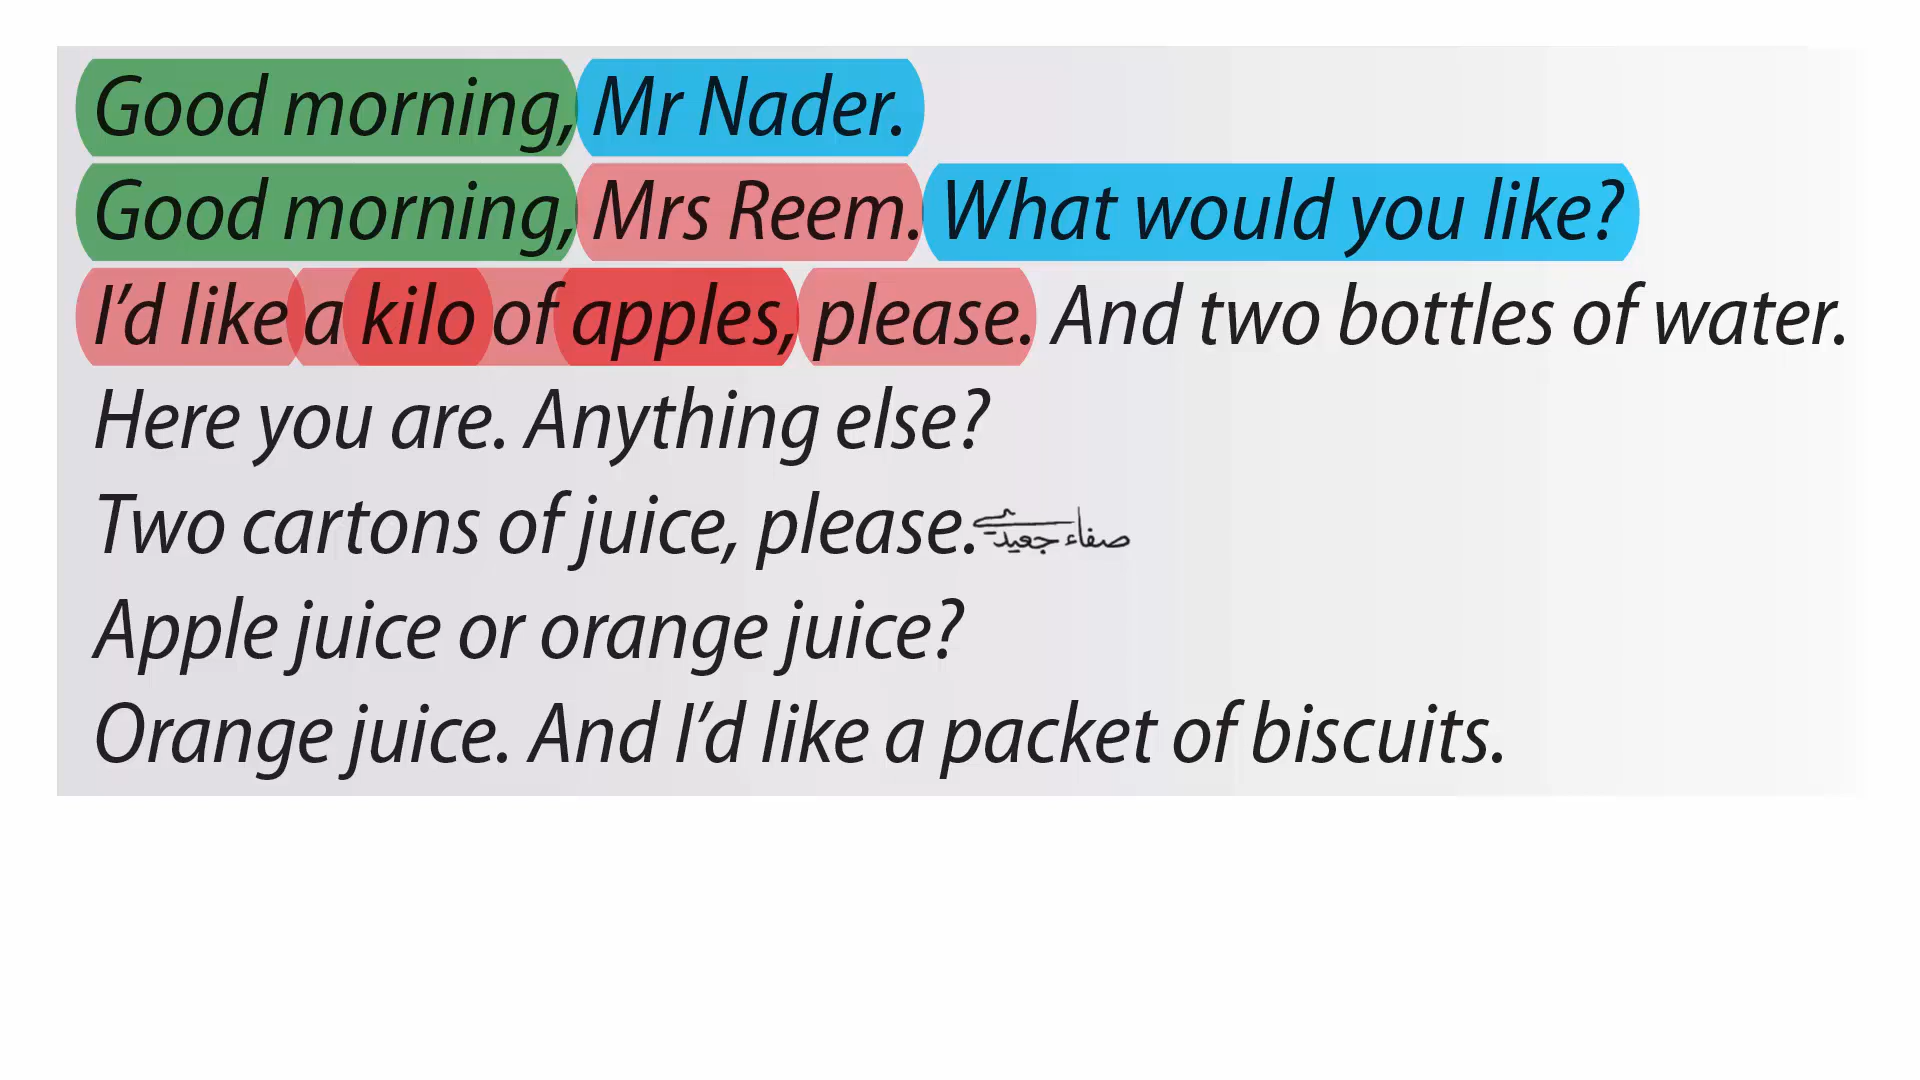 Good morning, Mr Nader.
Good morning, Mrs Reem. What would you like?
I’d like a kilo of apples, please. And two bottles of water.
Here you are. Anything else?
Two cartons of juice, please. صفاء جعيدي
Apple juice or orange juice?
Orange juice. And I’d like a packet of biscuits.